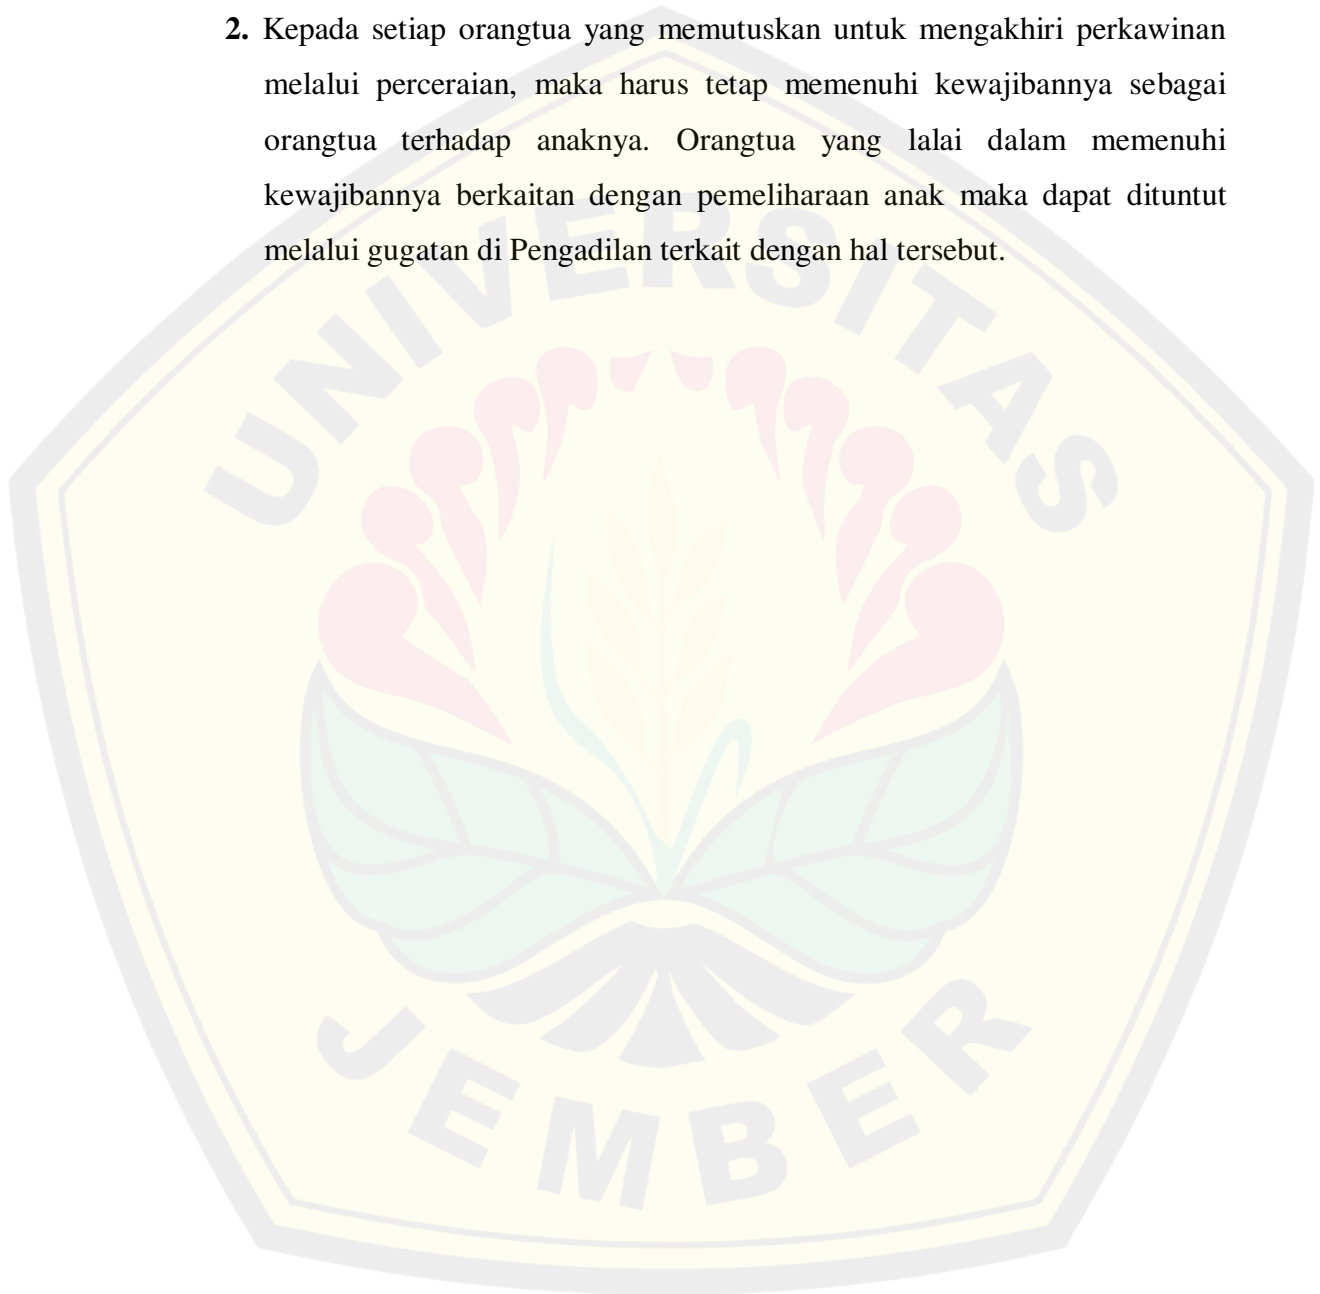 2. Kepada setiap orangtua yang memutuskan untuk mengakhiri perkawinan
melalui perceraian, maka harus tetap memenuhi kewajibannya sebagai
orangtua terhadap anaknya. Orangtua yang lalai dalam memenuhi
kewajibannya berkaitan dengan pemeliharaan anak maka dapat dituntut
melalui gugatan di Pengadilan terkait dengan hal tersebut.
UNIVERSITAS
JEMBER